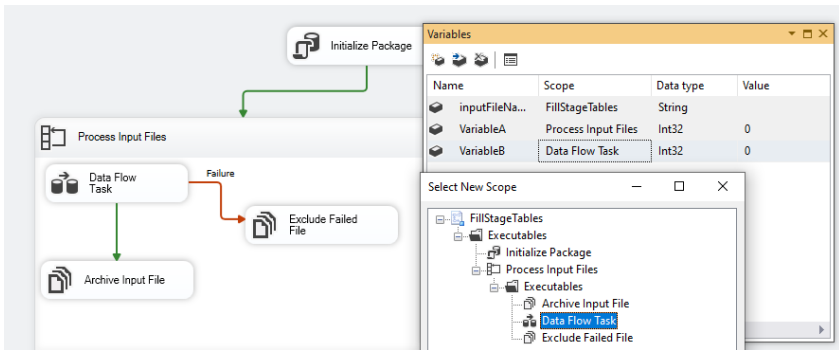 Initialize Package
Process Input Files
Data Flow
Task
Failure
Exclude Failed
File
Archive Input File
Variables
Name Scope Data type Value
inputFileNa... FillStageTables String
VariableA Process Input Files Int32 0
VariableB Data Flow Task Int32 0
Select New Scope
FillStageTables
Executables
Initialize Package
Process Input Files
Executables
Archive Input File
Data Flow Task
Exclude Failed File